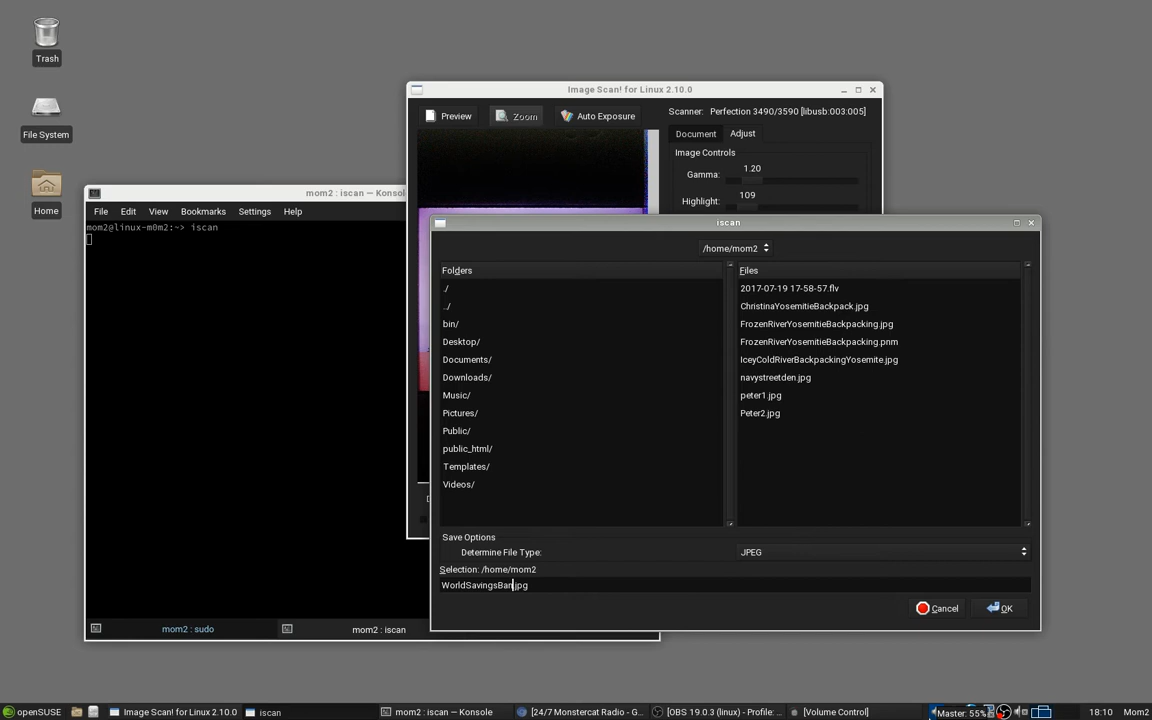 Trash
File System
Home
Image Scan! for Linux 2.10.0
Preview
Zoom
Auto Exposure
Scanner: Perfection 3490/3590 [libusb:003:005]
Document
Adjust
Image Controls
Gamma:
1.20
Highlight:
109
mom2 : iscan — Konsol
File Edit View Bookmarks Settings Help
mom2@linux-m0m2:~> iscan
mom2 : sudo
mom2 : iscan
iscan
/home/mom2
Folders
./
../
bin/
Desktop/
Documents/
Downloads/
Music/
Pictures/
Public/
public_html/
Templates/
Videos/
Files
2017-07-19 17-58-57.flv
ChristinaYosemitieBackpack.jpg
FrozenRiverYosemitieBackpacking.jpg
FrozenRiverYosemitieBackpacking.pnm
IceyColdRiverBackpackingYosemite.jpg
navystreetden.jpg
peter1.jpg
Peter2.jpg
Save Options
Determine File Type:
JPEG
Selection: /home/mom2
WorldSavingsBan.jpg
Cancel
OK
openSUSE
Image Scan! for Linux 2.10.0
iscan
mom2 : iscan — Konsole
[24/7 Monstercat Radio - G...
[OBS 19.0.3 (linux) - Profile: ...
[Volume Control]
Master: 55%
18:10
Mom2